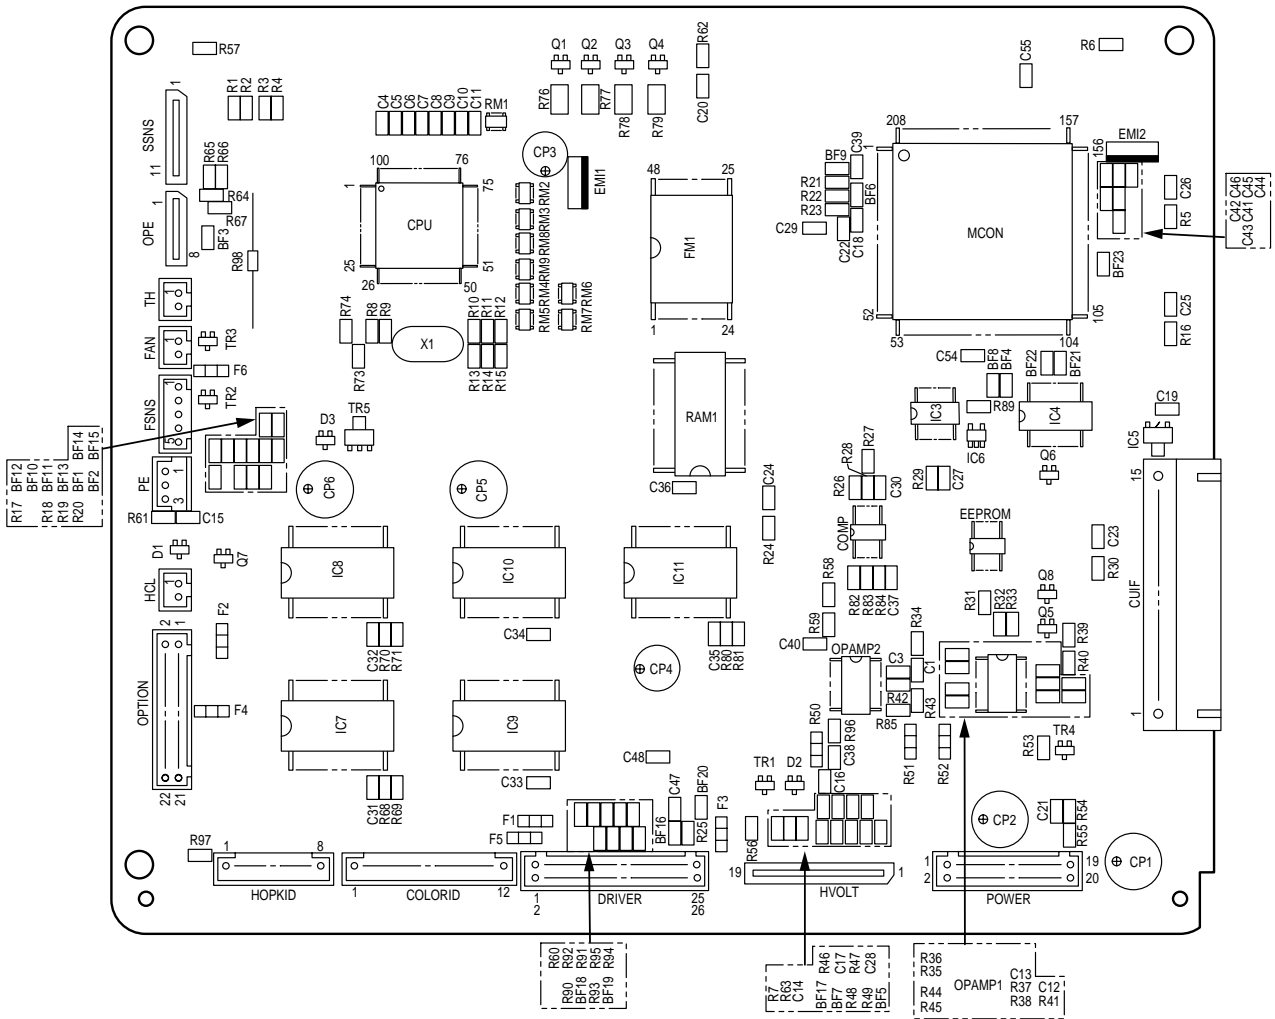 R57
Q1 Q2 Q3 Q4
R62
R6
C55
R1 R2 R3 R4
C4 C5 C6 C7 C8 C9 C10 C11
RM1
R76 R77 R78 R79
C20
SSNS 1 11
208 157
EMI2
156
C39
BF9
1
CP3
100 76
48 25
R65 R66
R64
R67
1 75
EMI1
RM2
R21
R22
R23
BF6
C26
R5
C46 C45 C44
C42 C41
C43
OPE 1 8
BF3
CPU
RM3
RM8
FM1
C29
C22 C18
MCON
R98
25 51
26 50
RM9
RM4 RM6
RM5 RM7
BF23
TH 1
R74 R8 R9
R10 R11 R12
X1
R73
R13 R14 R15
1 24
52 105
53 104
C25
R16
FAN 1
TR3
F6
TR2
C54
BF8 BF4
BF22 BF21
RAM1
IC3
R89
IC4
C19
IC5
FSNS 5
D3
TR5
IC6
Q6
BF14 BF15
BF12 BF10 BF11 BF13 BF1 BF2
R17 R18 R19 R20
R28 R27
R26 C30
R29 C27
15
PE 1 3
CP6
CP5
C36
C24
R24
R61 C15
COMP
EEPROM
C23
R30
D1
Q7
IC8
IC10
IC11
HCL 1
F2
R58
R82 R83 R84 C37
R31 R32 R33
Q8
Q5
CUIF
2 1
C32 R70 R71
C34
C35 R80 R81
R59
C40
OPAMP2
R34
C3 C1
R39
R40
CP4
OPTION
F4
IC7
IC9
R42
R85
R43
1
R50
R96
C38
R51 R52
R53
TR4
C48
TR1 D2
C16
22 21
C31 R68 R69
C33
C47 BF20
F3
F1
F5
BF16 R25
R56
CP2
C21 R54
R55
CP1
R97
1 8
HOPKID
1 12
COLORID
1 25
2 26
DRIVER
19 1
HVOLT
1 19
2 20
POWER
R60 R92 R91 R95 R94
R90 BF18 R93 BF19
R46 C17 R47 C28
R7 R63 C14
BF17 BF7 R48 R49 BF5
R36
R35
R44
R45
OPAMP1
C13
R37 C12
R38 R41